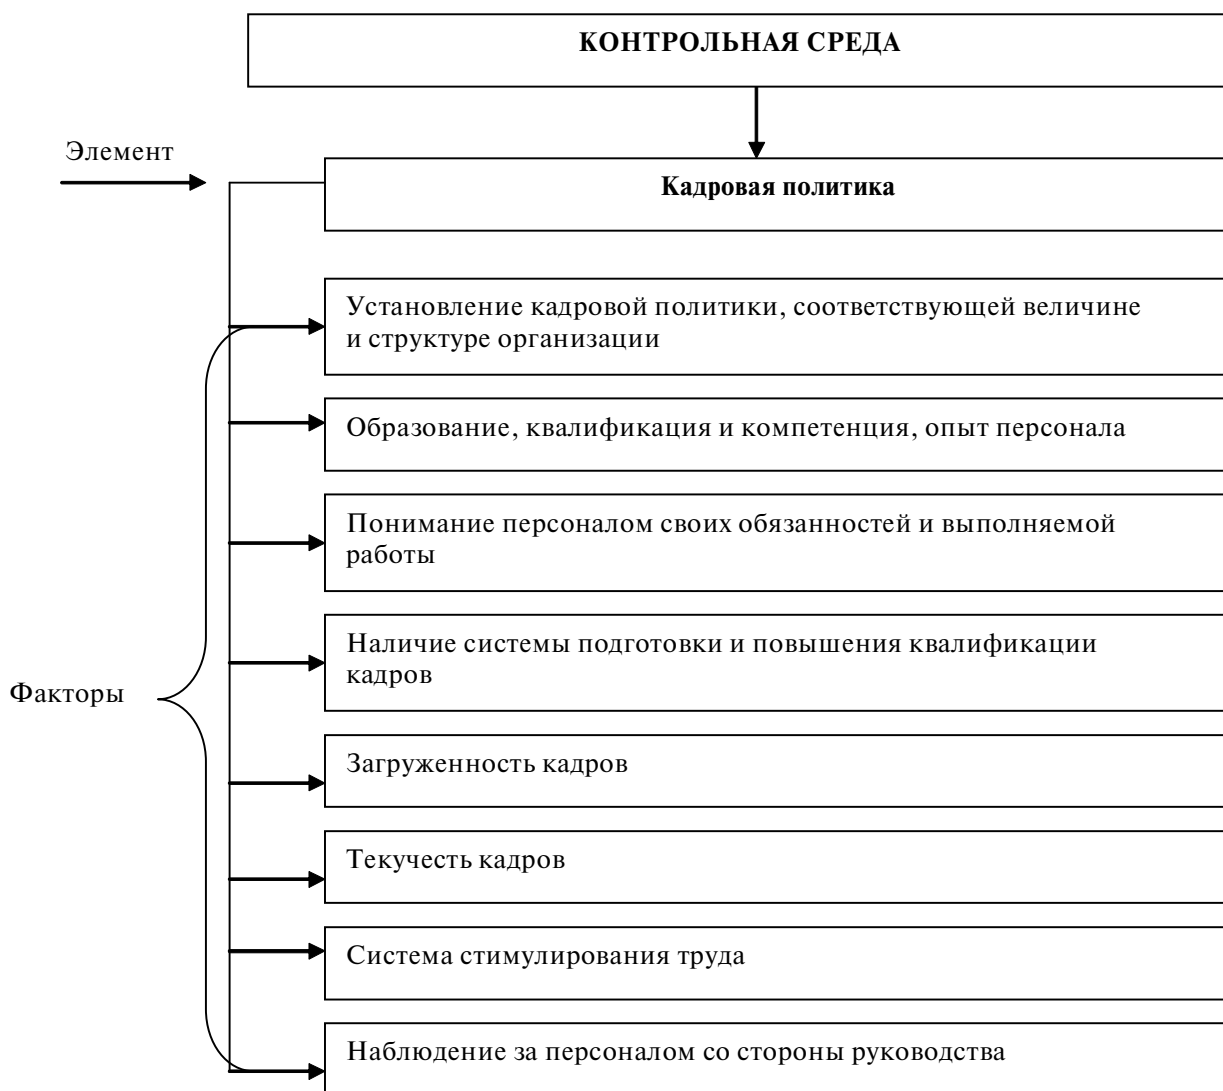 КОНТРОЛЬНАЯ СРЕДА
Элемент
Кадровая политика
Установление кадровой политики, соответствующей величине
и структуре организации
Образование, квалификация и компетенция, опыт персонала
Понимание персоналом своих обязанностей и выполняемой
работы
Наличие системы подготовки и повышения квалификации
кадров
Факторы
Загруженность кадров
Текучесть кадров
Система стимулирования труда
Наблюдение за персоналом со стороны руководства